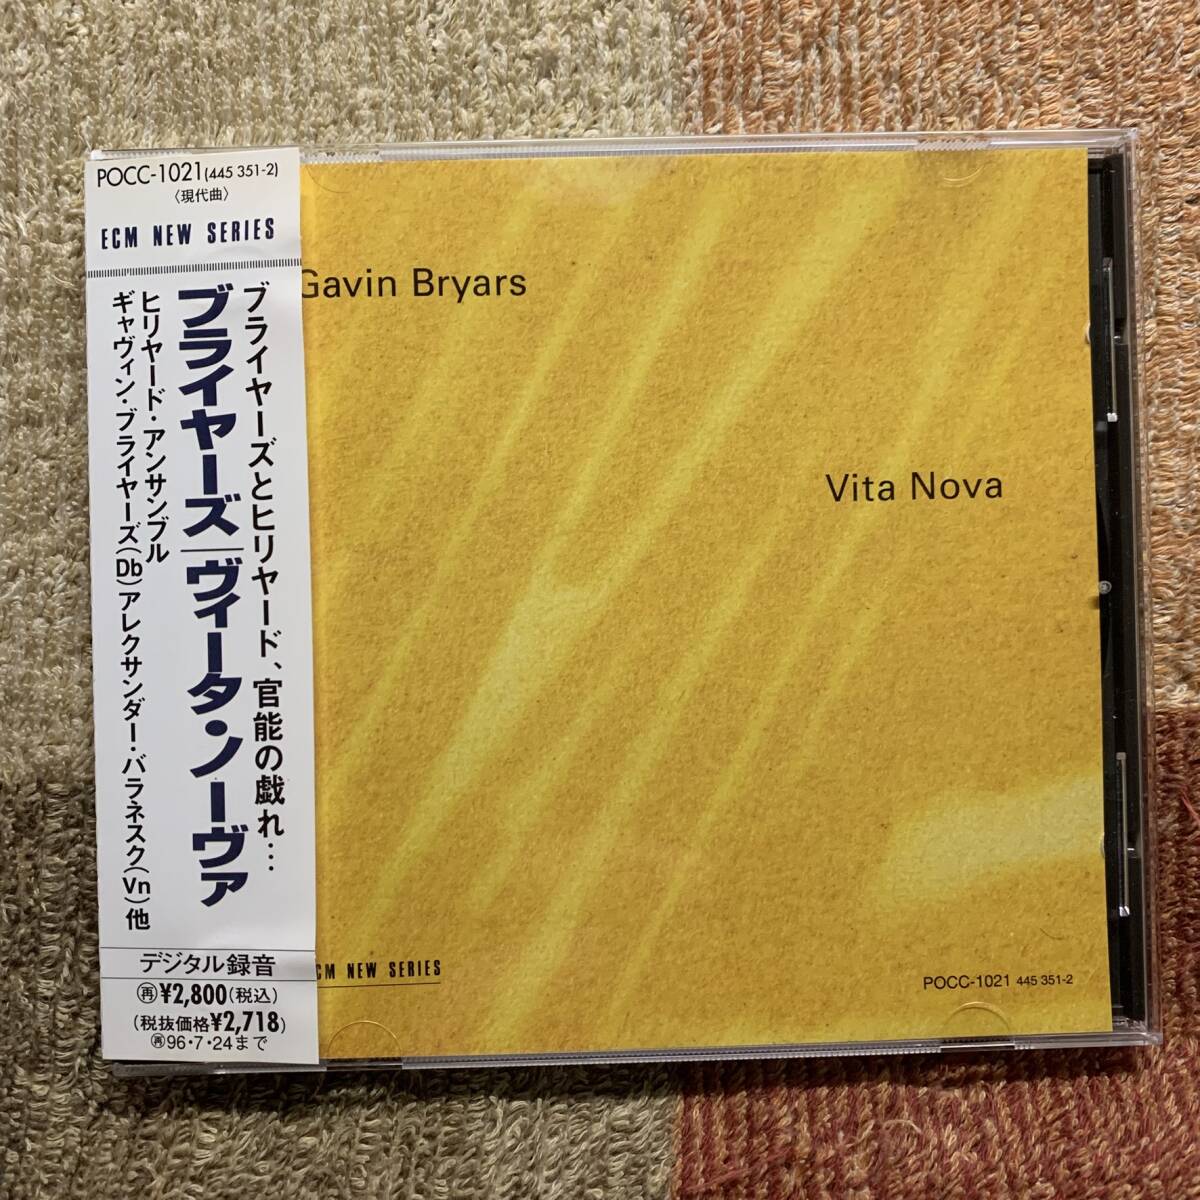 POCC-1021(445 351-2)
〈現代曲〉
ECM NEW SERIES
ブライヤーズとヒリヤード、官能の戯れ…
ブライヤーズ|ヴィータ・ノーヴァ
ヒリヤード・アンサンブル
ギャヴィン・ブライヤーズ(Db)アレクサンダー・バラネスク(Vn)他
デジタル録音
再¥2,800(税込)
(税抜価格¥2,718)
再96・7・24まで
Gavin Bryars
Vita Nova
CM NEW SERIES
POCC-1021 445 351-2